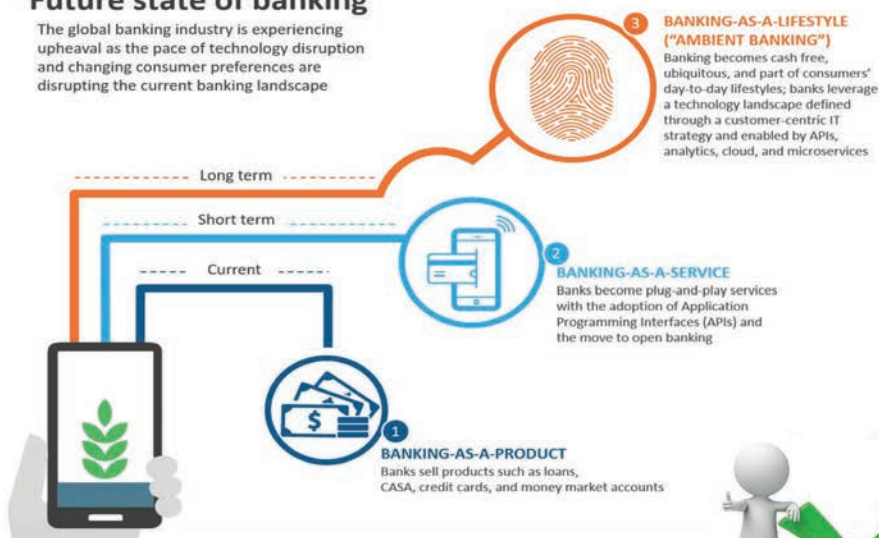 Future state of banking
The global banking industry is experiencing
upheaval as the pace of technology disruption
and changing consumer preferences are
disrupting the current banking landscape
3
BANKING-AS-A-LIFESTYLE
("AMBIENT BANKING")
Banking becomes cash free,
ubiquitous, and part of consumers'
day-to-day lifestyles; banks leverage
a technology landscape defined
through a customer-centric IT
strategy and enabled by APIs,
analytics, cloud, and microservices
Long term
Short term
Current
2
BANKING-AS-A-SERVICE
Banks become plug-and-play services
with the adoption of Application
Programming Interfaces (APIs) and
the move to open banking
$
1
BANKING-AS-A-PRODUCT
Banks sell products such as loans,
CASA, credit cards, and money market accounts